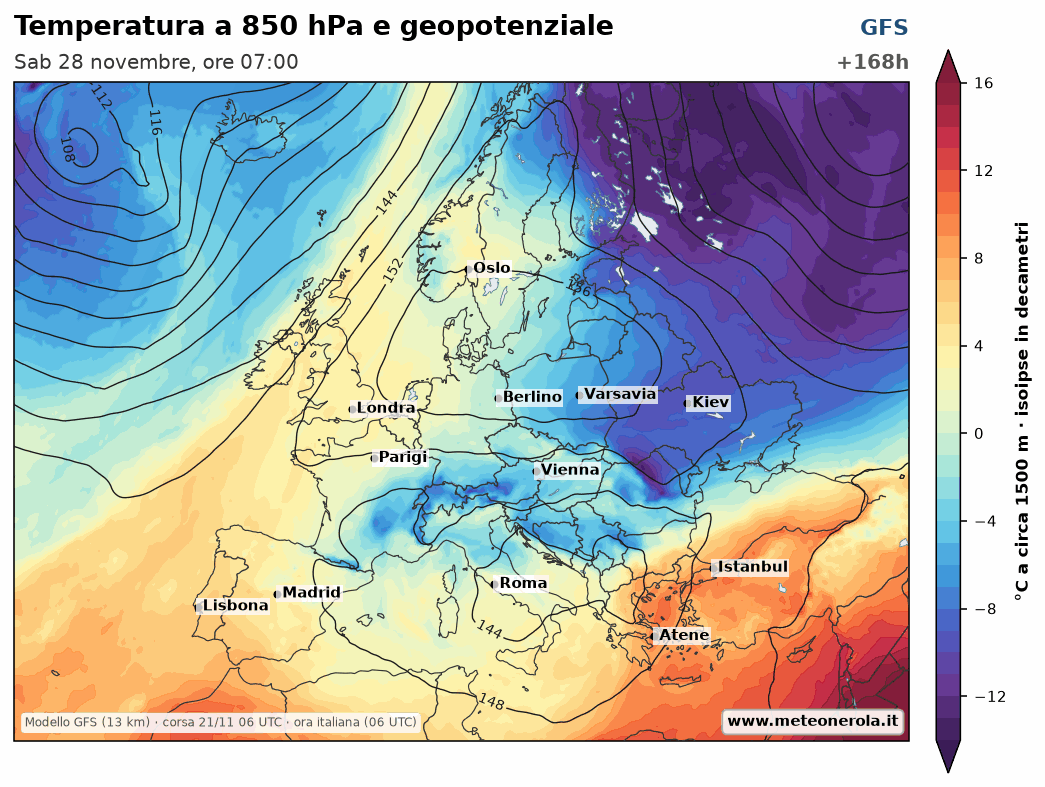 Temperatura a 850 hPa e geopotenziale
GFS
Sab 28 novembre, ore 07:00
+168h
112
116
108
144
152
156
Oslo
Londra
Berlino
Varsavia
Kiev
Parigi
Vienna
Madrid
Lisbona
Roma
Istanbul
Atene
144
148
Modello GFS (13 km) · corsa 21/11 06 UTC · ora italiana (06 UTC)
www.meteonerola.it
16
12
8
4
0
−4
−8
−12
°C a circa 1500 m · isoipse in decametri